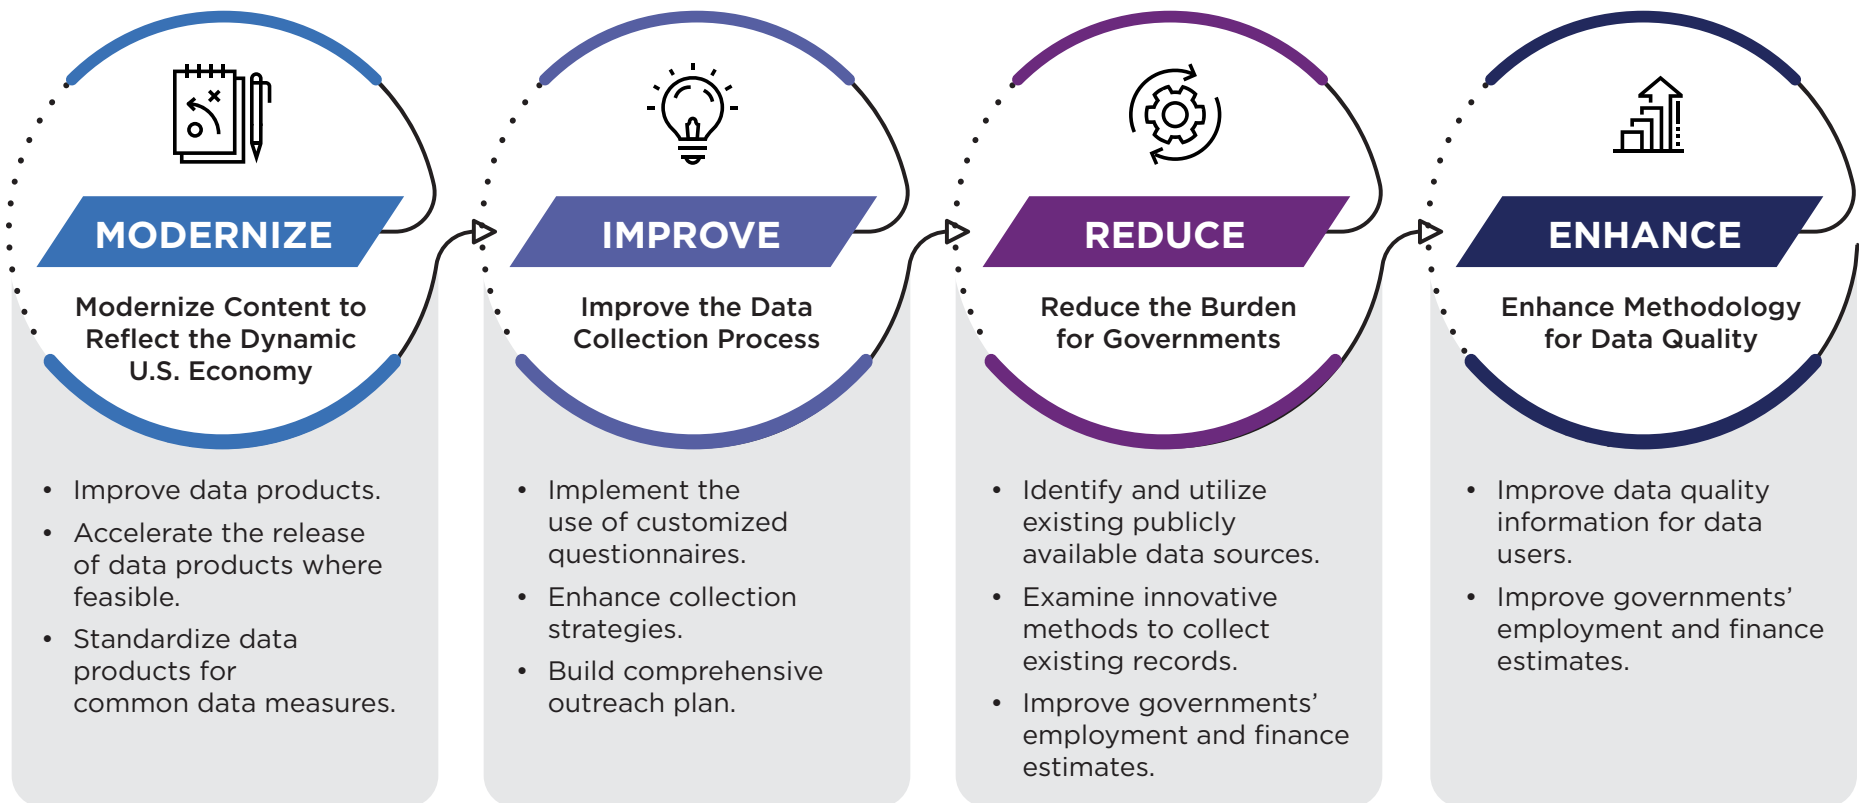 MODERNIZE
Modernize Content to
Reflect the Dynamic
U.S. Economy
• Improve data products.
• Accelerate the release
of data products where
feasible.
• Standardize data
products for
common data measures.
IMPROVE
Improve the Data
Collection Process
• Implement the
use of customized
questionnaires.
• Enhance collection
strategies.
• Build comprehensive
outreach plan.
REDUCE
Reduce the Burden
for Governments
• Identify and utilize
existing publicly
available data sources.
• Examine innovative
methods to collect
existing records.
• Improve governments’
employment and finance
estimates.
ENHANCE
Enhance Methodology
for Data Quality
• Improve data quality
information for data
users.
• Improve governments’
employment and finance
estimates.